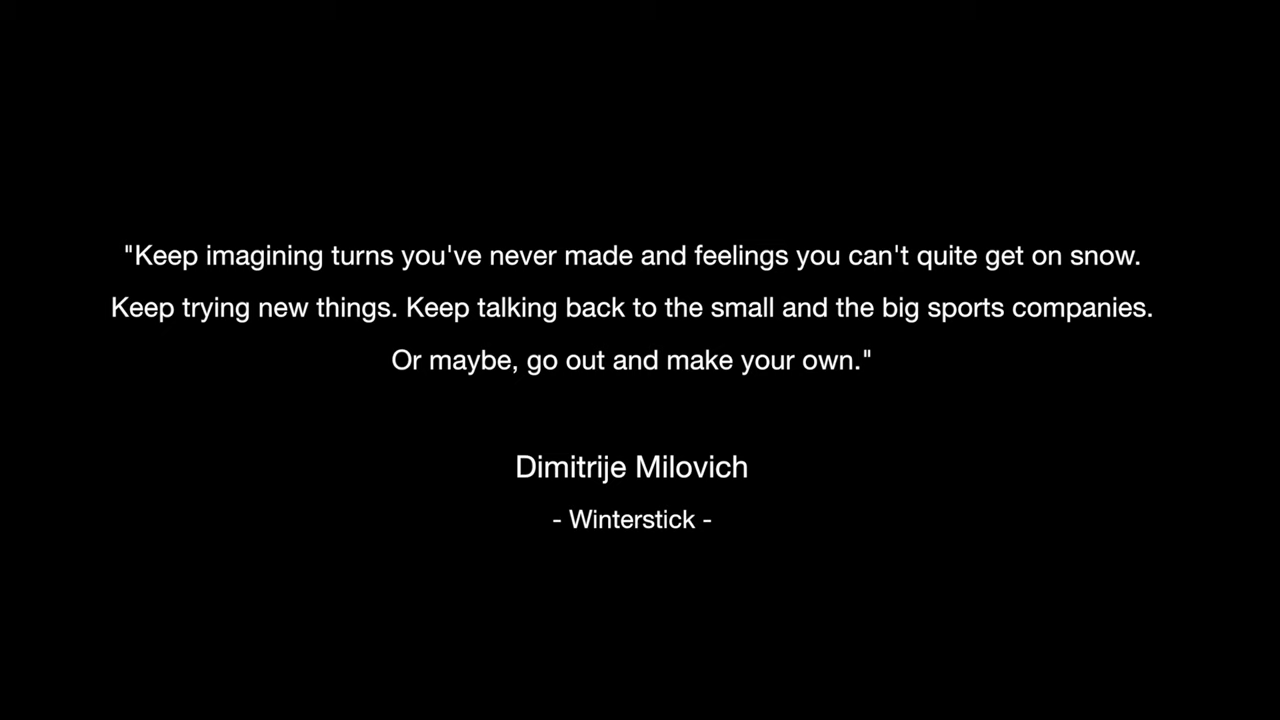 "Keep imagining turns you've never made and feelings you can't quite get on snow.
Keep trying new things. Keep talking back to the small and the big sports companies.
Or maybe, go out and make your own."
Dimitrije Milovich
- Winterstick -